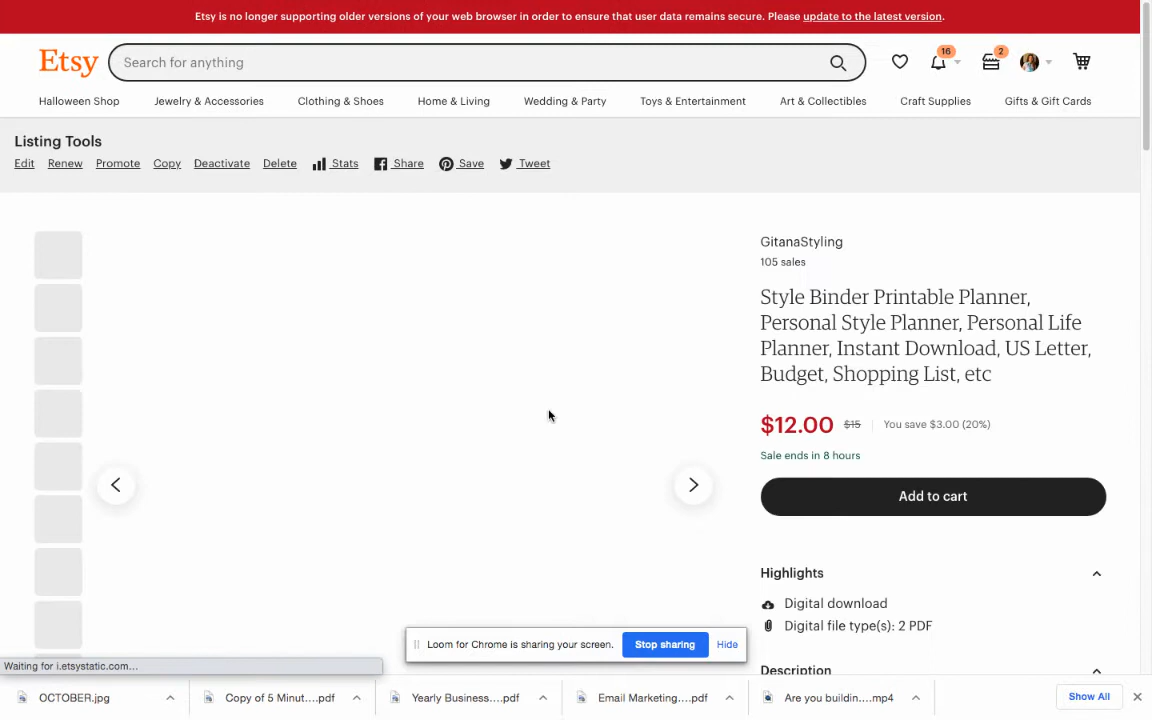 Etsy is no longer supporting older versions of your web browser in order to ensure that user data remains secure. Please update to the latest version.
Etsy
Search for anything
16
2
Halloween Shop
Jewelry & Accessories
Clothing & Shoes
Home & Living
Wedding & Party
Toys & Entertainment
Art & Collectibles
Craft Supplies
Gifts & Gift Cards
Listing Tools
Edit
Renew
Promote
Copy
Deactivate
Delete
Stats
Share
Save
Tweet
GitanaStyling
105 sales
Style Binder Printable Planner,
Personal Style Planner, Personal Life
Planner, Instant Download, US Letter,
Budget, Shopping List, etc
$12.00 $15 You save $3.00 (20%)
Sale ends in 8 hours
Add to cart
Highlights
Digital download
Digital file type(s): 2 PDF
Loom for Chrome is sharing your screen.
Stop sharing
Hide
Waiting for i.etsystatic.com...
Description
OCTOBER.jpg
Copy of 5 Minut....pdf
Yearly Business....pdf
Email Marketing....pdf
Are you buildin....mp4
Show All